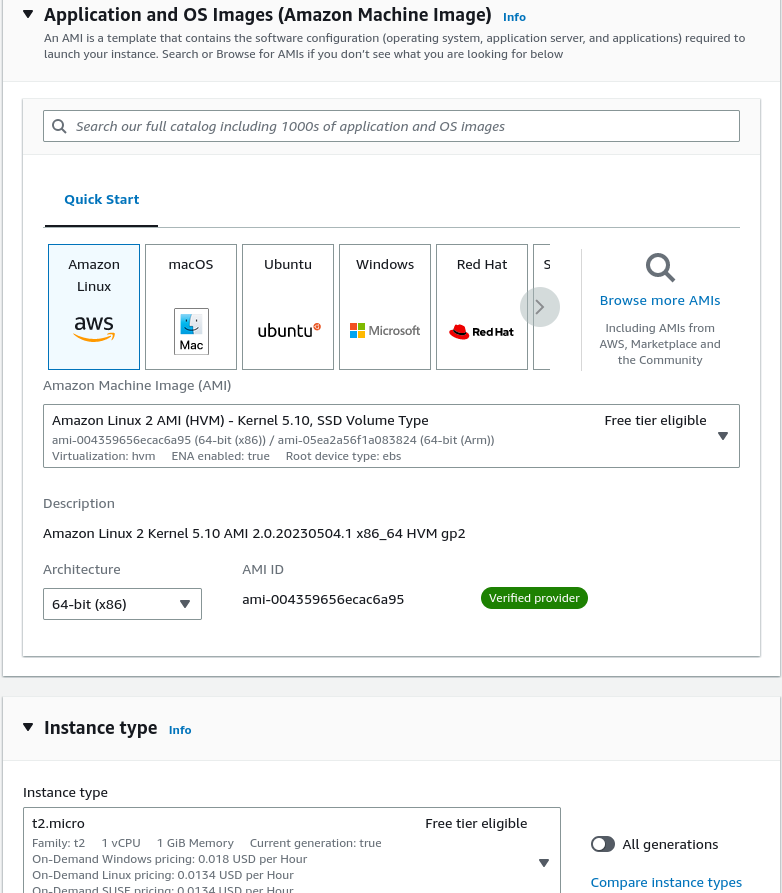 Application and OS Images (Amazon Machine Image) Info
An AMI is a template that contains the software configuration (operating system, application server, and applications) required to
launch your instance. Search or Browse for AMIs if you don't see what you are looking for below
Search our full catalog including 1000s of application and OS images
Quick Start
Amazon
Linux
aws
macOS
Mac
Ubuntu
ubuntu
Windows
Microsoft
Red Hat
Red Hat
S
Browse more AMIs
Including AMIs from
AWS, Marketplace and
the Community
Amazon Machine Image (AMI)
Amazon Linux 2 AMI (HVM) - Kernel 5.10, SSD Volume Type Free tier eligible
ami-004359656ecac6a95 (64-bit (x86)) / ami-05ea2a56f1a083824 (64-bit (Arm))
Virtualization: hvm ENA enabled: true Root device type: ebs
Description
Amazon Linux 2 Kernel 5.10 AMI 2.0.20230504.1 x86_64 HVM gp2
Architecture AMI ID
64-bit (x86) ami-004359656ecac6a95 Verified provider
Instance type Info
Instance type
t2.micro Free tier eligible
Family: t2 1 vCPU 1 GiB Memory Current generation: true
On-Demand Windows pricing: 0.018 USD per Hour
On-Demand Linux pricing: 0.0134 USD per Hour
On-Demand SUSE pricing: 0.0134 USD per Hour
All generations
Compare instance types